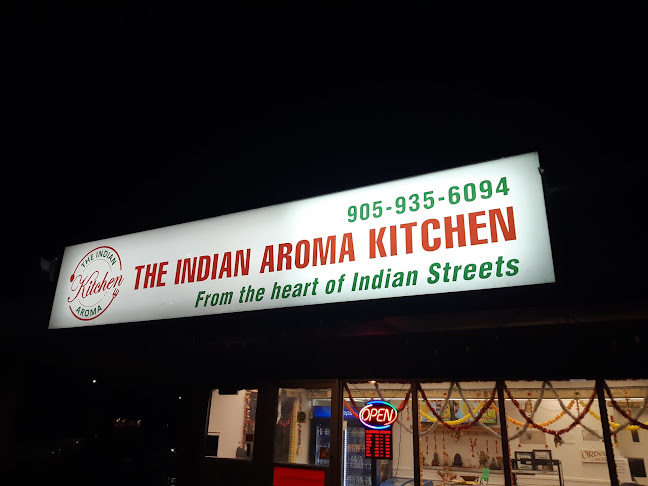 905-935-6094
THE INDIAN AROMA KITCHEN
From the heart of Indian Streets
THE INDIAN
Kitchen
AROMA
OPEN